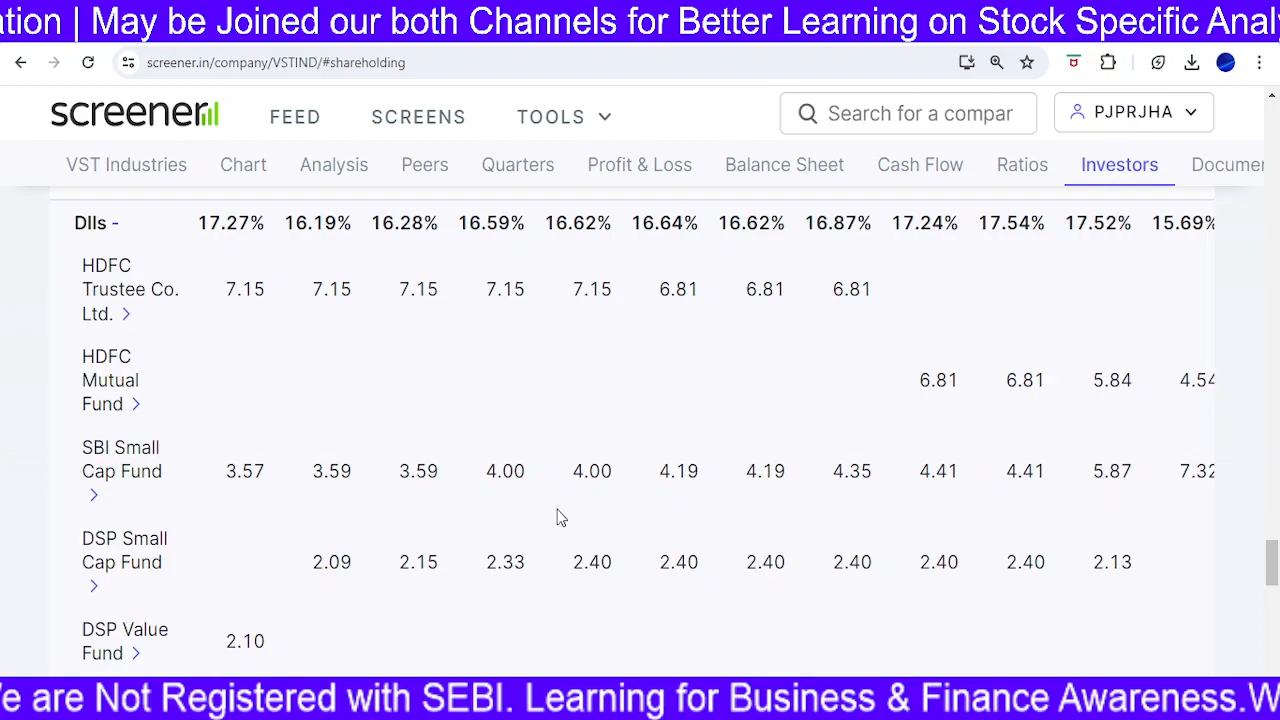 tion | May be Joined our both Channels for Better Learning on Stock Specific Analy
screener.in/company/VSTIND/#shareholding
screener FEED SCREENS TOOLS Search for a compar PJPRJHA
VST Industries Chart Analysis Peers Quarters Profit & Loss Balance Sheet Cash Flow Ratios Investors Documen
DIIs - 17.27% 16.19% 16.28% 16.59% 16.62% 16.64% 16.62% 16.87% 17.24% 17.54% 17.52% 15.69%
HDFC
Trustee Co. 7.15 7.15 7.15 7.15 7.15 6.81 6.81 6.81
Ltd. >
HDFC
Mutual 6.81 6.81 5.84 4.54
Fund >
SBI Small
Cap Fund 3.57 3.59 3.59 4.00 4.00 4.19 4.19 4.35 4.41 4.41 5.87 7.32
>
DSP Small
Cap Fund 2.09 2.15 2.33 2.40 2.40 2.40 2.40 2.40 2.40 2.13
>
DSP Value 2.10
Fund >
e are Not Registered with SEBI. Learning for Business & Finance Awareness.W